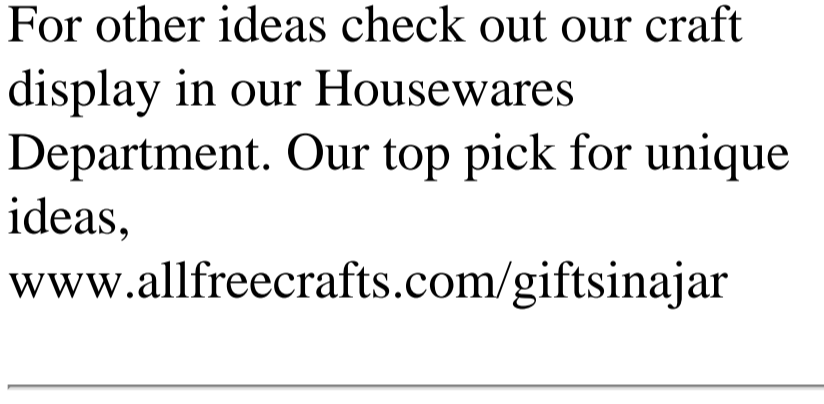 For other ideas check out our craft
display in our Housewares
Department. Our top pick for unique
ideas,
www.allfreecrafts.com/giftsinajar